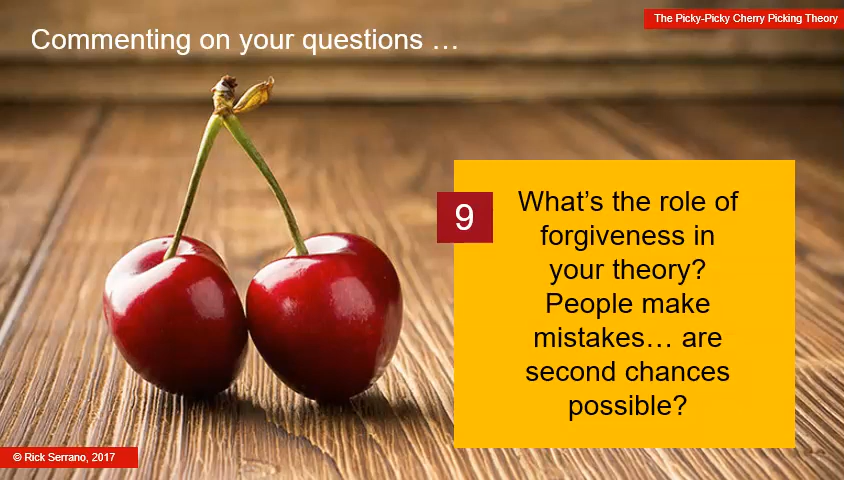 The Picky-Picky Cherry Picking Theory
Commenting on your questions …
9
What’s the role of
forgiveness in
your theory?
People make
mistakes… are
second chances
possible?
© Rick Serrano, 2017